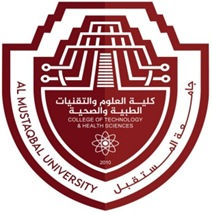 كلية العلوم والتقنيات
الطبية والصحية
COLLEGE OF TECHNOLOGY
& HEALTH SCIENCES
2010
AL MUSTAQBAL UNIVERSITY
جامعة المستقبل